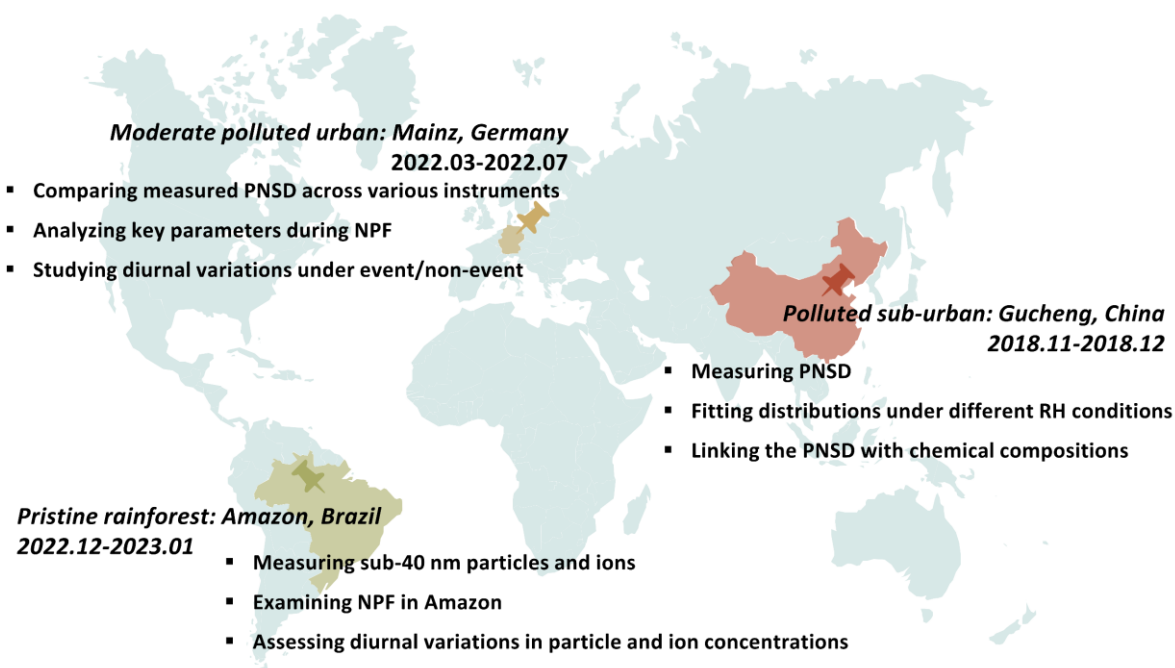 Moderate polluted urban: Mainz, Germany
2022.03-2022.07
▪ Comparing measured PNSD across various instruments
▪ Analyzing key parameters during NPF
▪ Studying diurnal variations under event/non-event
Polluted sub-urban: Gucheng, China
2018.11-2018.12
▪ Measuring PNSD
▪ Fitting distributions under different RH conditions
▪ Linking the PNSD with chemical compositions
Pristine rainforest: Amazon, Brazil
2022.12-2023.01
▪ Measuring sub-40 nm particles and ions
▪ Examining NPF in Amazon
▪ Assessing diurnal variations in particle and ion concentrations